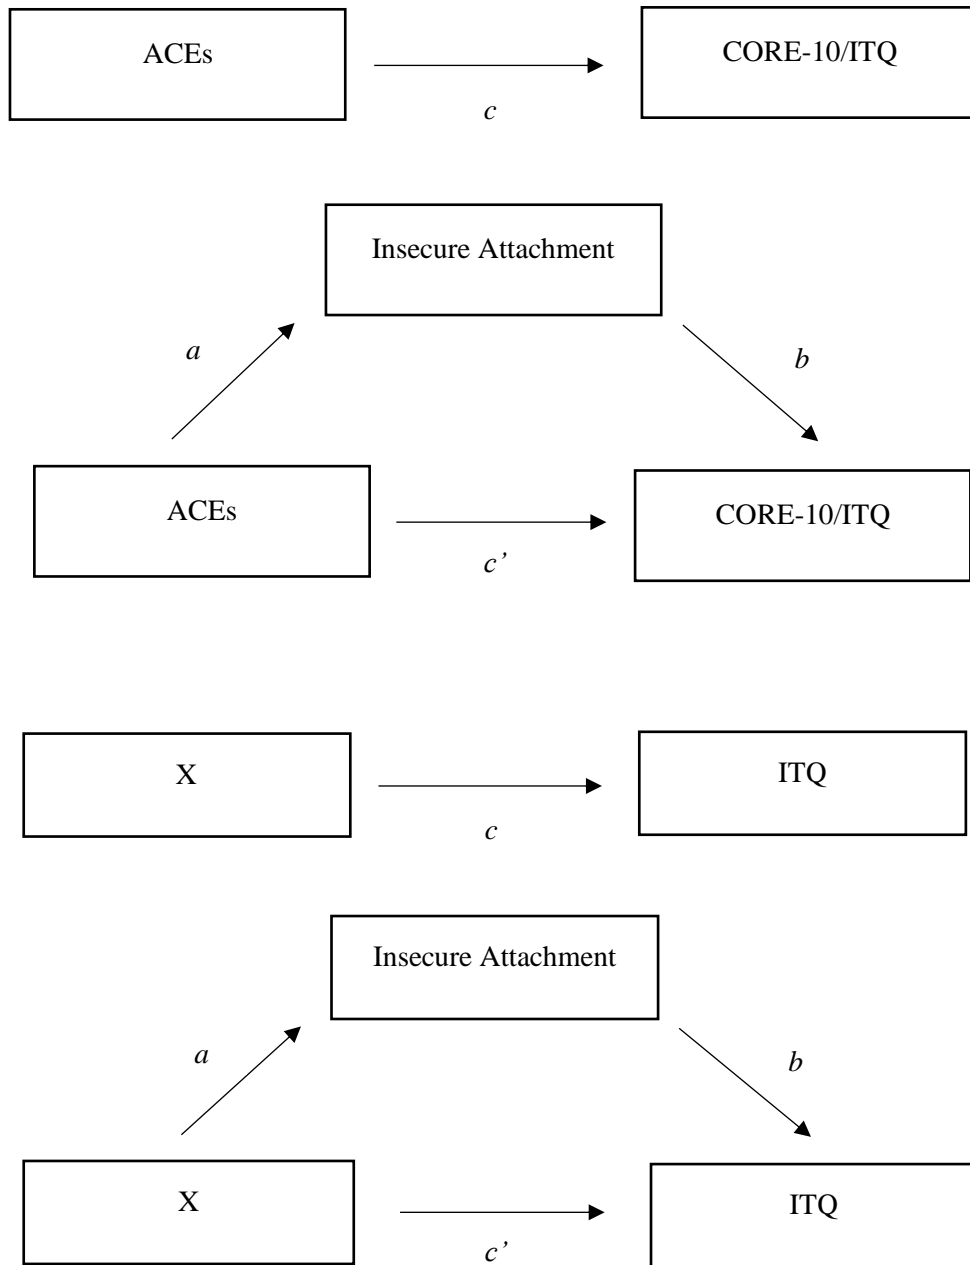 ACEs
CORE-10/ITQ
c
Insecure Attachment
a
b
ACEs
CORE-10/ITQ
c’
X
ITQ
c
Insecure Attachment
a
b
X
ITQ
c’